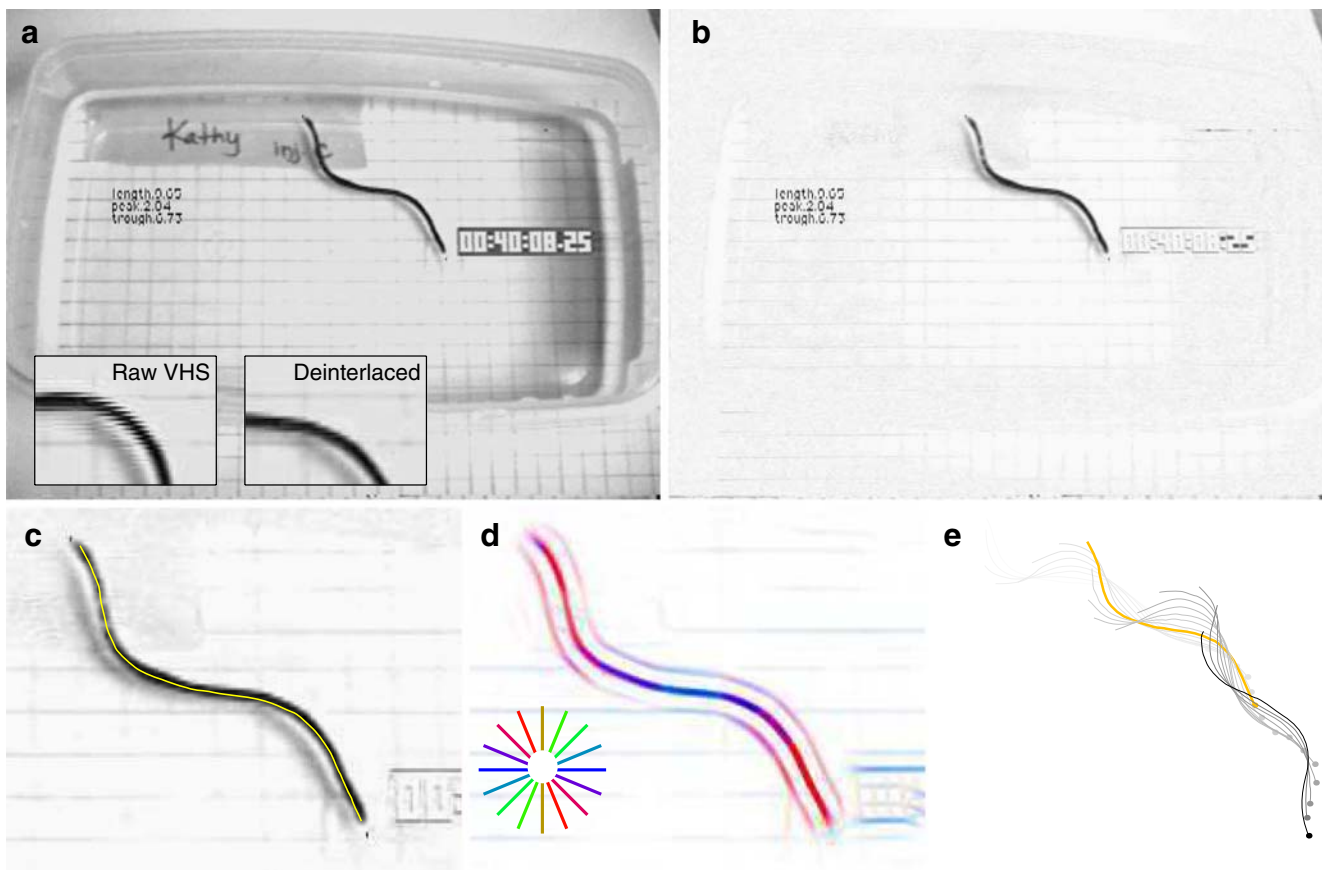 a
Kathy
inj. C
length.0.65
peak.2.04
trough.0.73
00:40:08.25
Raw VHS
Deinterlaced
b
length.0.65
peak.2.04
trough.0.73
c
d
e